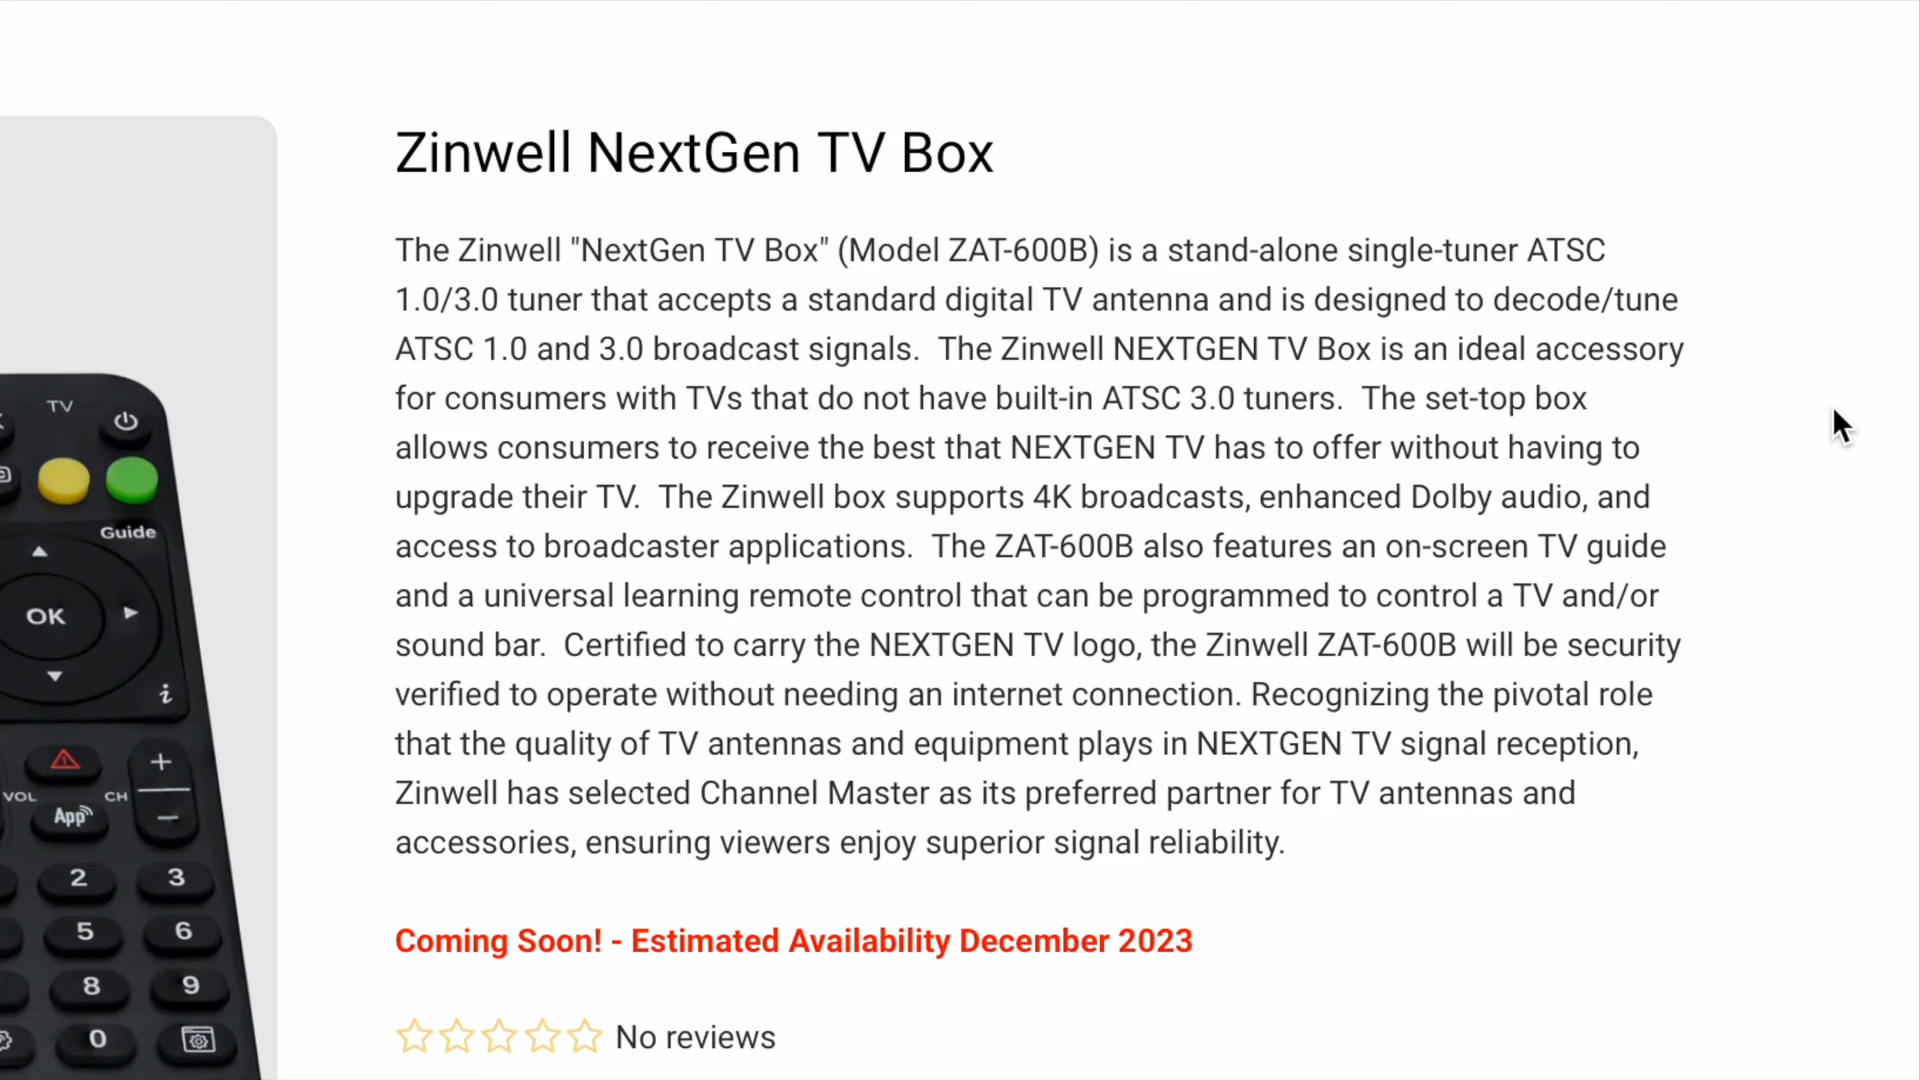 Zinwell NextGen TV Box
The Zinwell "NextGen TV Box" (Model ZAT-600B) is a stand-alone single-tuner ATSC
1.0/3.0 tuner that accepts a standard digital TV antenna and is designed to decode/tune
ATSC 1.0 and 3.0 broadcast signals.  The Zinwell NEXTGEN TV Box is an ideal accessory
for consumers with TVs that do not have built-in ATSC 3.0 tuners.  The set-top box
allows consumers to receive the best that NEXTGEN TV has to offer without having to
upgrade their TV.  The Zinwell box supports 4K broadcasts, enhanced Dolby audio, and
access to broadcaster applications.  The ZAT-600B also features an on-screen TV guide
and a universal learning remote control that can be programmed to control a TV and/or
sound bar.  Certified to carry the NEXTGEN TV logo, the Zinwell ZAT-600B will be security
verified to operate without needing an internet connection. Recognizing the pivotal role
that the quality of TV antennas and equipment plays in NEXTGEN TV signal reception,
Zinwell has selected Channel Master as its preferred partner for TV antennas and
accessories, ensuring viewers enjoy superior signal reliability.
Coming Soon! - Estimated Availability December 2023
No reviews
TV
Guide
OK
i
+
VOL CH
App
−
2 3
5 6
8 9
0